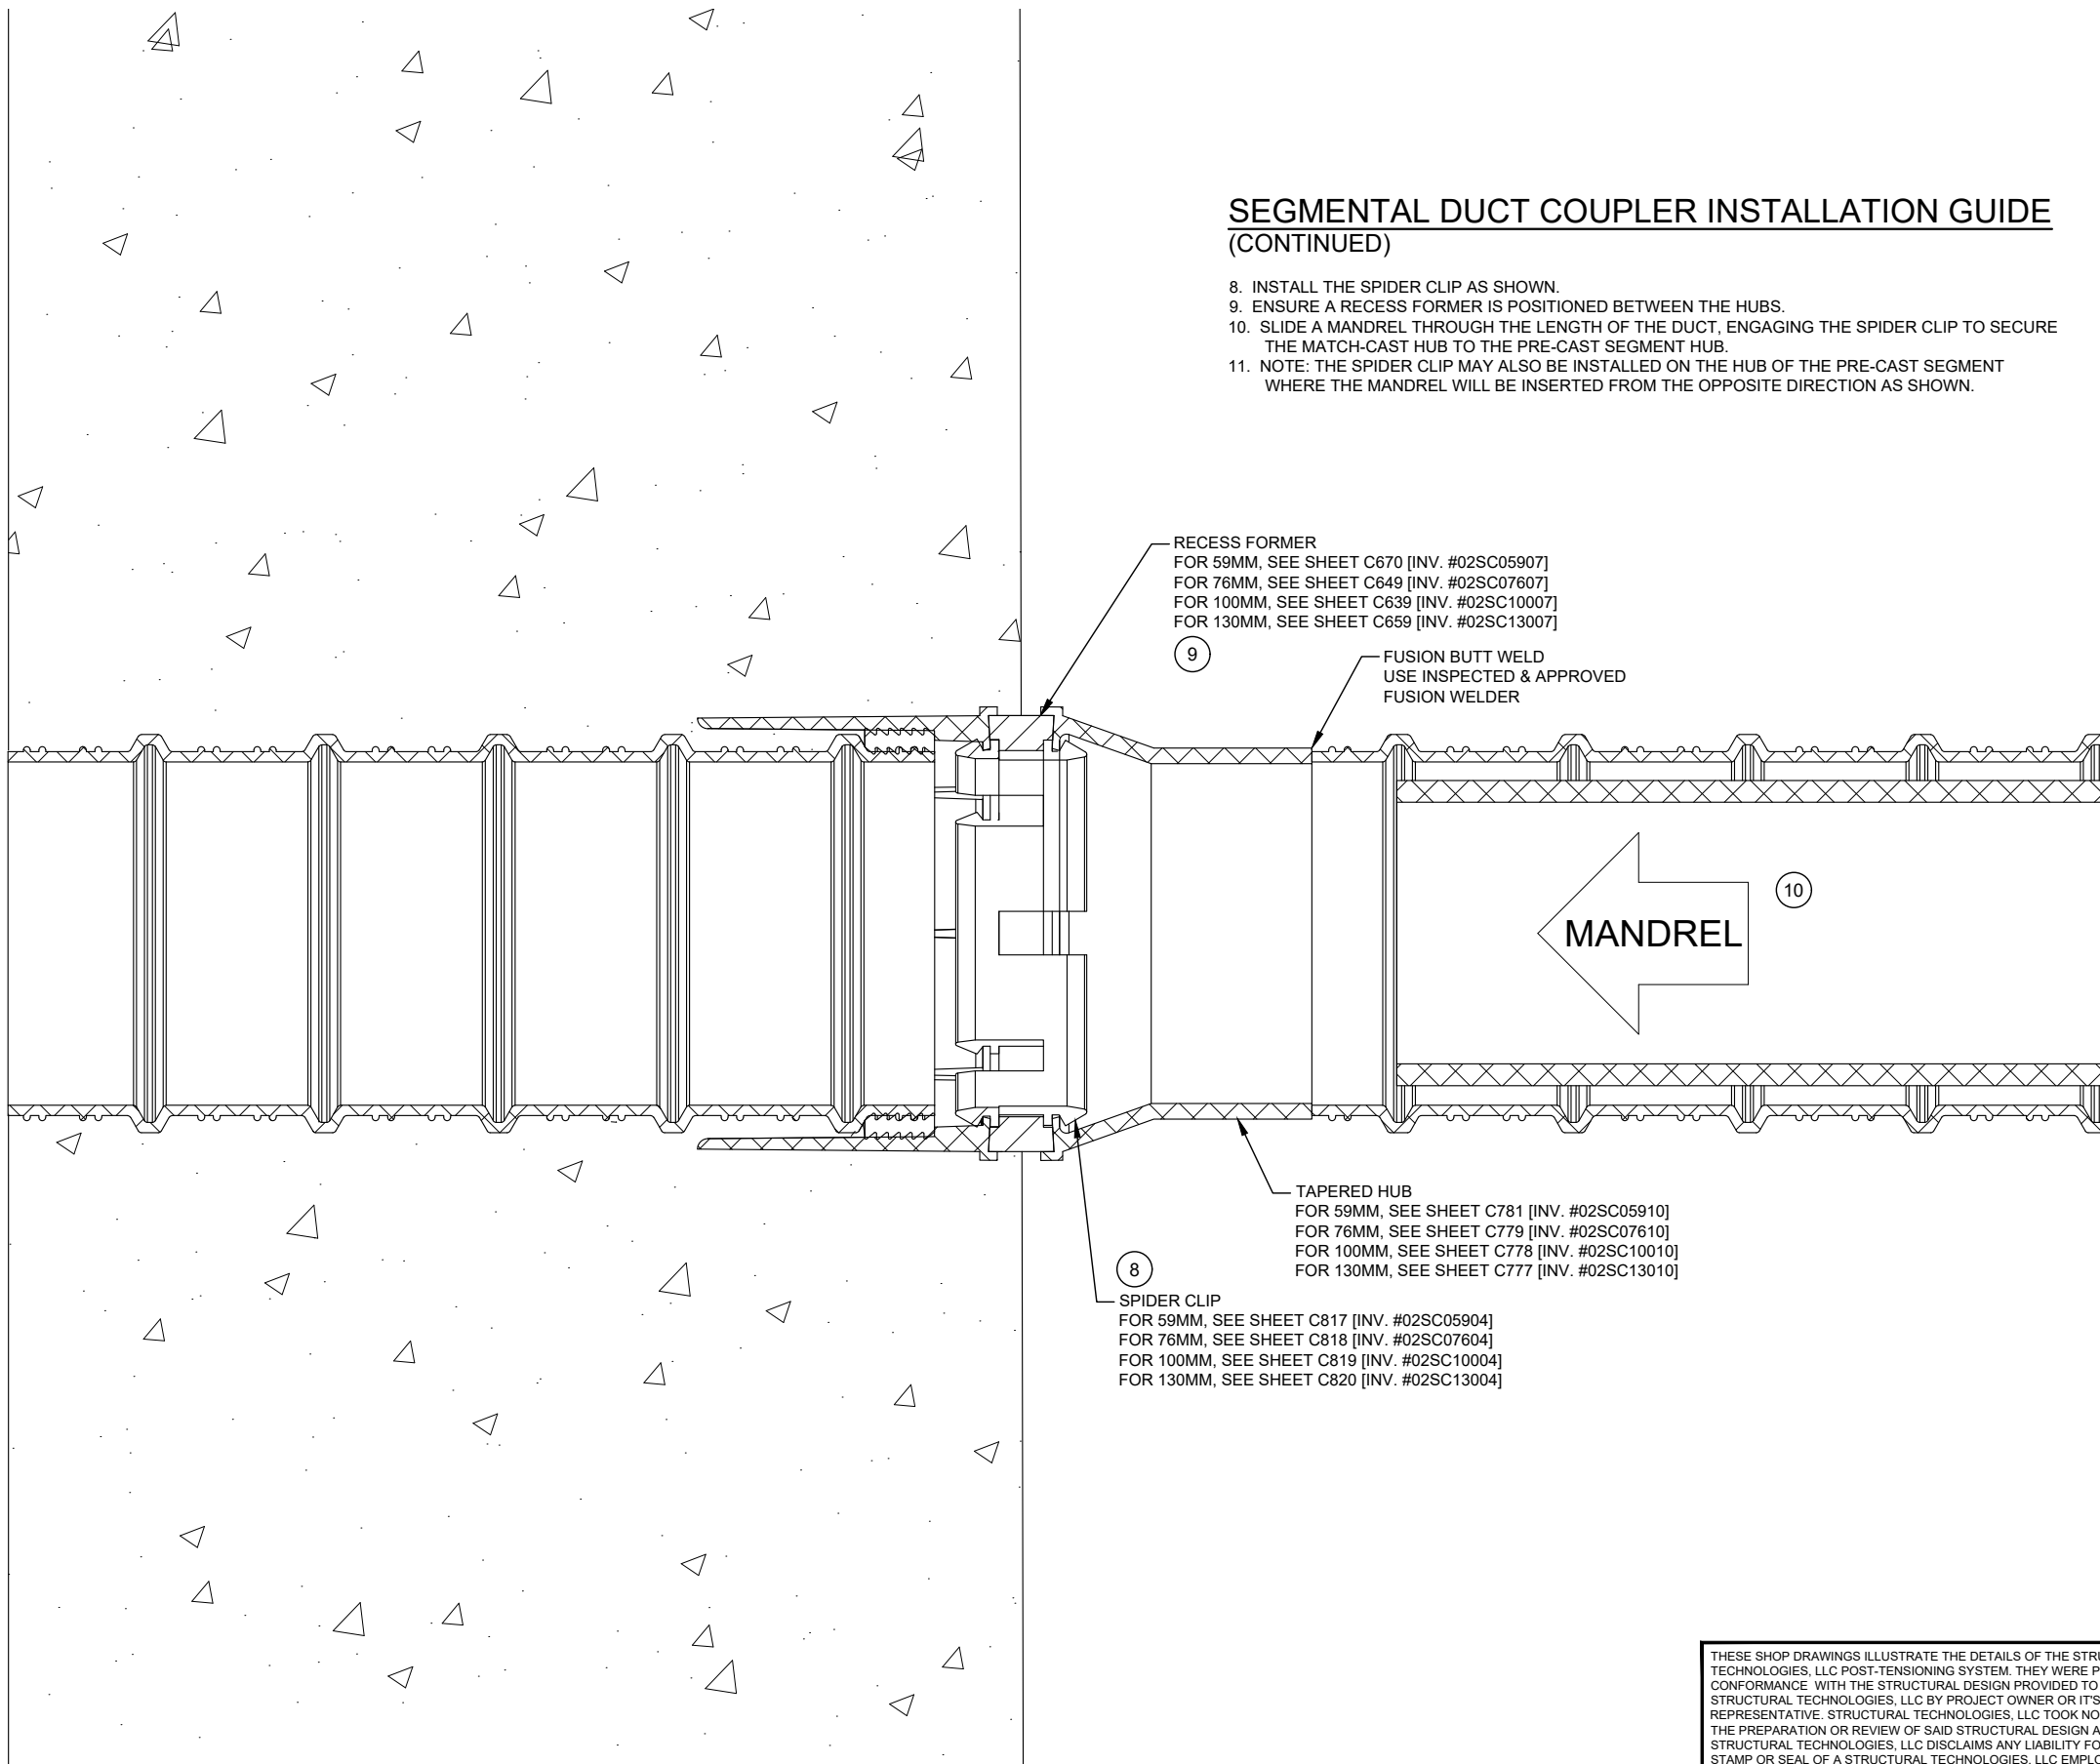 SEGMENTAL DUCT COUPLER INSTALLATION GUIDE
(CONTINUED)
8. INSTALL THE SPIDER CLIP AS SHOWN.
9. ENSURE A RECESS FORMER IS POSITIONED BETWEEN THE HUBS.
10. SLIDE A MANDREL THROUGH THE LENGTH OF THE DUCT, ENGAGING THE SPIDER CLIP TO SECURE
THE MATCH-CAST HUB TO THE PRE-CAST SEGMENT HUB.
11. NOTE: THE SPIDER CLIP MAY ALSO BE INSTALLED ON THE HUB OF THE PRE-CAST SEGMENT
WHERE THE MANDREL WILL BE INSERTED FROM THE OPPOSITE DIRECTION AS SHOWN.
RECESS FORMER
FOR 59MM, SEE SHEET C670 [INV. #02SC05907]
FOR 76MM, SEE SHEET C649 [INV. #02SC07607]
FOR 100MM, SEE SHEET C639 [INV. #02SC10007]
FOR 130MM, SEE SHEET C659 [INV. #02SC13007]
9
FUSION BUTT WELD
USE INSPECTED & APPROVED
FUSION WELDER
10
MANDREL
TAPERED HUB
FOR 59MM, SEE SHEET C781 [INV. #02SC05910]
FOR 76MM, SEE SHEET C779 [INV. #02SC07610]
FOR 100MM, SEE SHEET C778 [INV. #02SC10010]
FOR 130MM, SEE SHEET C777 [INV. #02SC13010]
8
SPIDER CLIP
FOR 59MM, SEE SHEET C817 [INV. #02SC05904]
FOR 76MM, SEE SHEET C818 [INV. #02SC07604]
FOR 100MM, SEE SHEET C819 [INV. #02SC10004]
FOR 130MM, SEE SHEET C820 [INV. #02SC13004]
THESE SHOP DRAWINGS ILLUSTRATE THE DETAILS OF THE
TECHNOLOGIES, LLC POST-TENSIONING SYSTEM. THEY WERE
CONFORMANCE WITH THE STRUCTURAL DESIGN PROVIDED TO
STRUCTURAL TECHNOLOGIES, LLC BY PROJECT OWNER OR IT'S
REPRESENTATIVE. STRUCTURAL TECHNOLOGIES, LLC TOOK NO
THE PREPARATION OR REVIEW OF SAID STRUCTURAL DESIGN
STRUCTURAL TECHNOLOGIES, LLC DISCLAIMS ANY LIABILITY
STAMP OR SEAL OF A STRUCTURAL TECHNOLOGIES, LLC